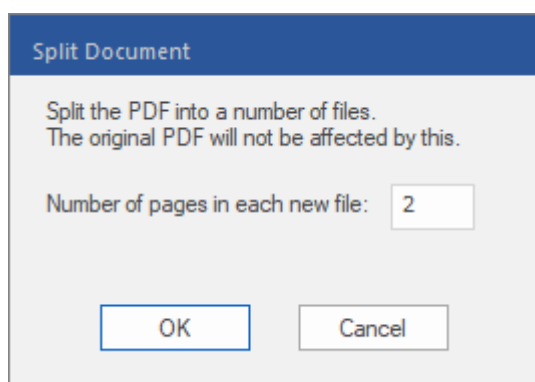 Split Document
Split the PDF into a number of files.
The original PDF will not be affected by this.
Number of pages in each new file: 2
OK Cancel